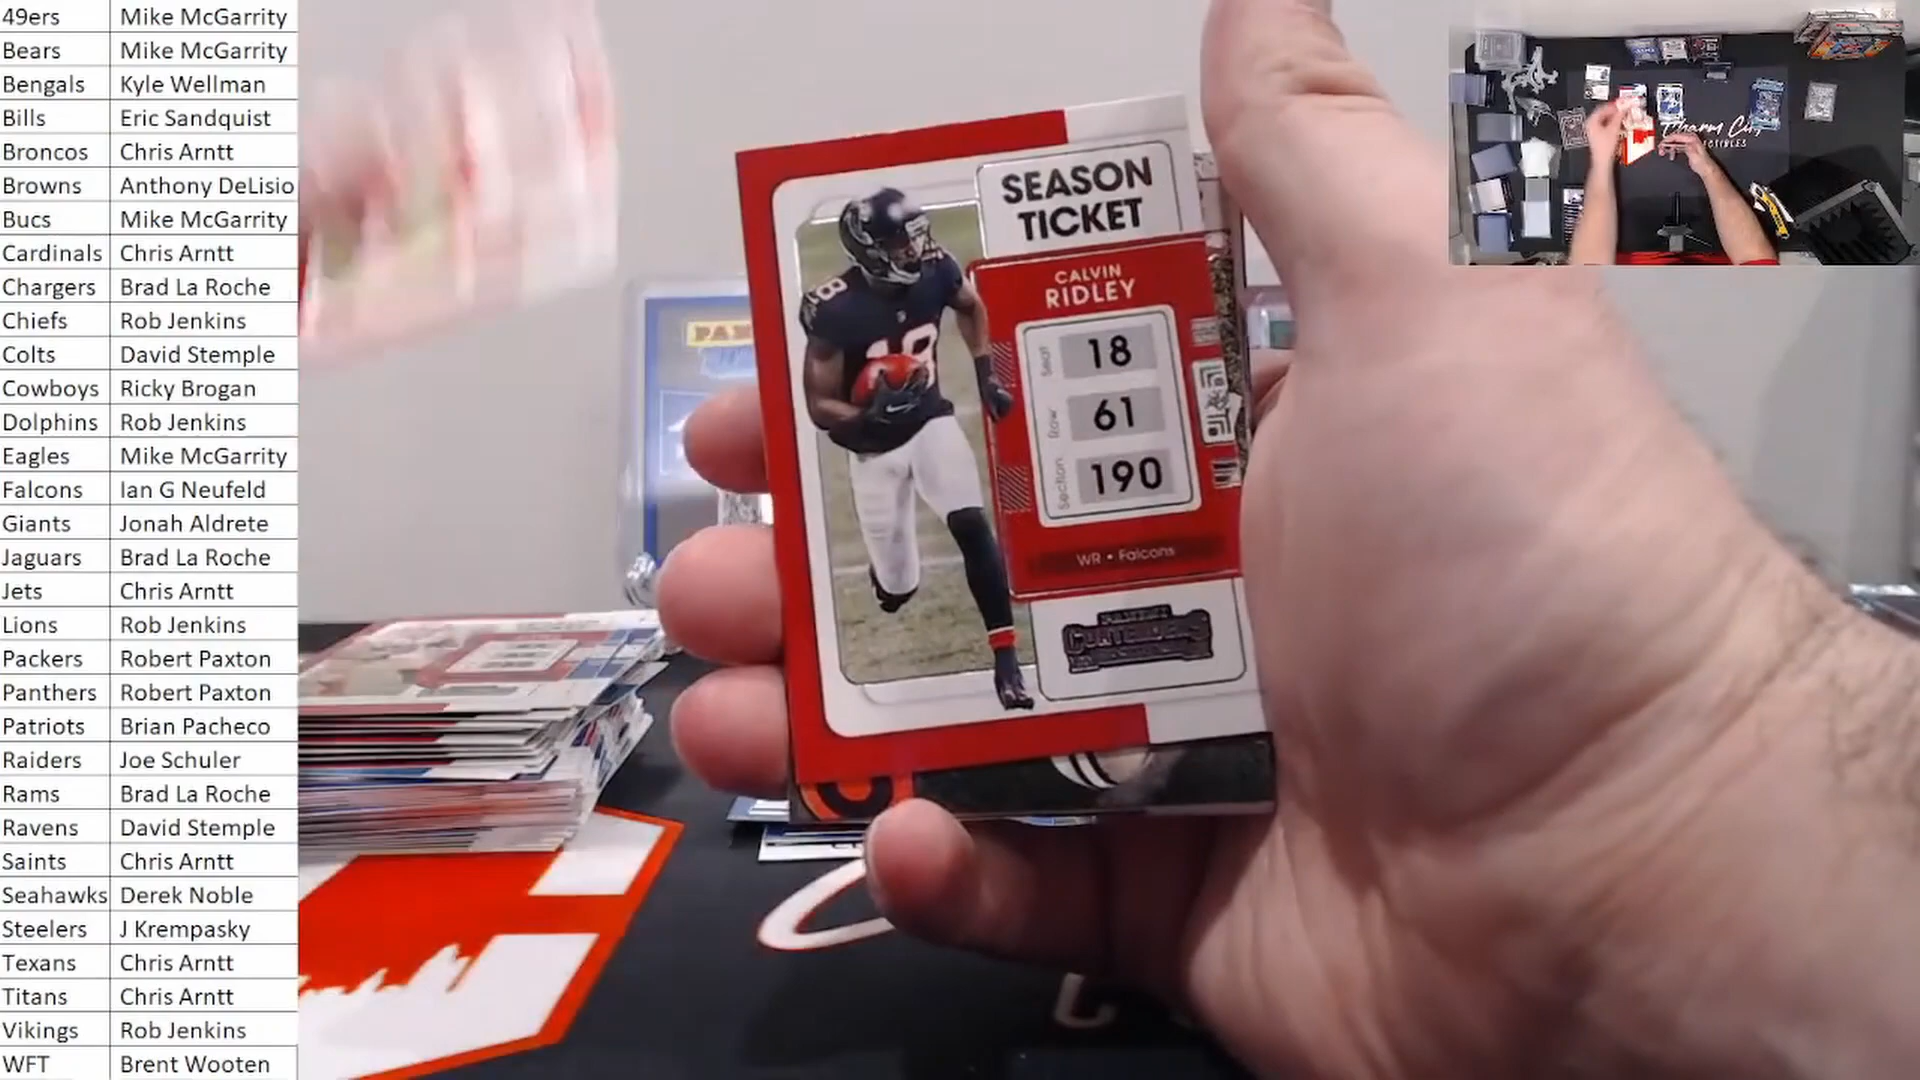 49ers Mike McGarrity
Bears Mike McGarrity
Bengals Kyle Wellman
Bills Eric Sandquist
Broncos Chris Arntt
Browns Anthony DeLisio
Bucs Mike McGarrity
Cardinals Chris Arntt
Chargers Brad La Roche
Chiefs Rob Jenkins
Colts David Stemple
Cowboys Ricky Brogan
Dolphins Rob Jenkins
Eagles Mike McGarrity
Falcons Ian G Neufeld
Giants Jonah Aldrete
Jaguars Brad La Roche
Jets Chris Arntt
Lions Rob Jenkins
Packers Robert Paxton
Panthers Robert Paxton
Patriots Brian Pacheco
Raiders Joe Schuler
Rams Brad La Roche
Ravens David Stemple
Saints Chris Arntt
Seahawks Derek Noble
Steelers J Krempasky
Texans Chris Arntt
Titans Chris Arntt
Vikings Rob Jenkins
WFT Brent Wooten
SEASON
TICKET
CALVIN
RIDLEY
Seat 18
Row 61
Section 190
WR • Falcons
CONTENDERS
18
Charm City